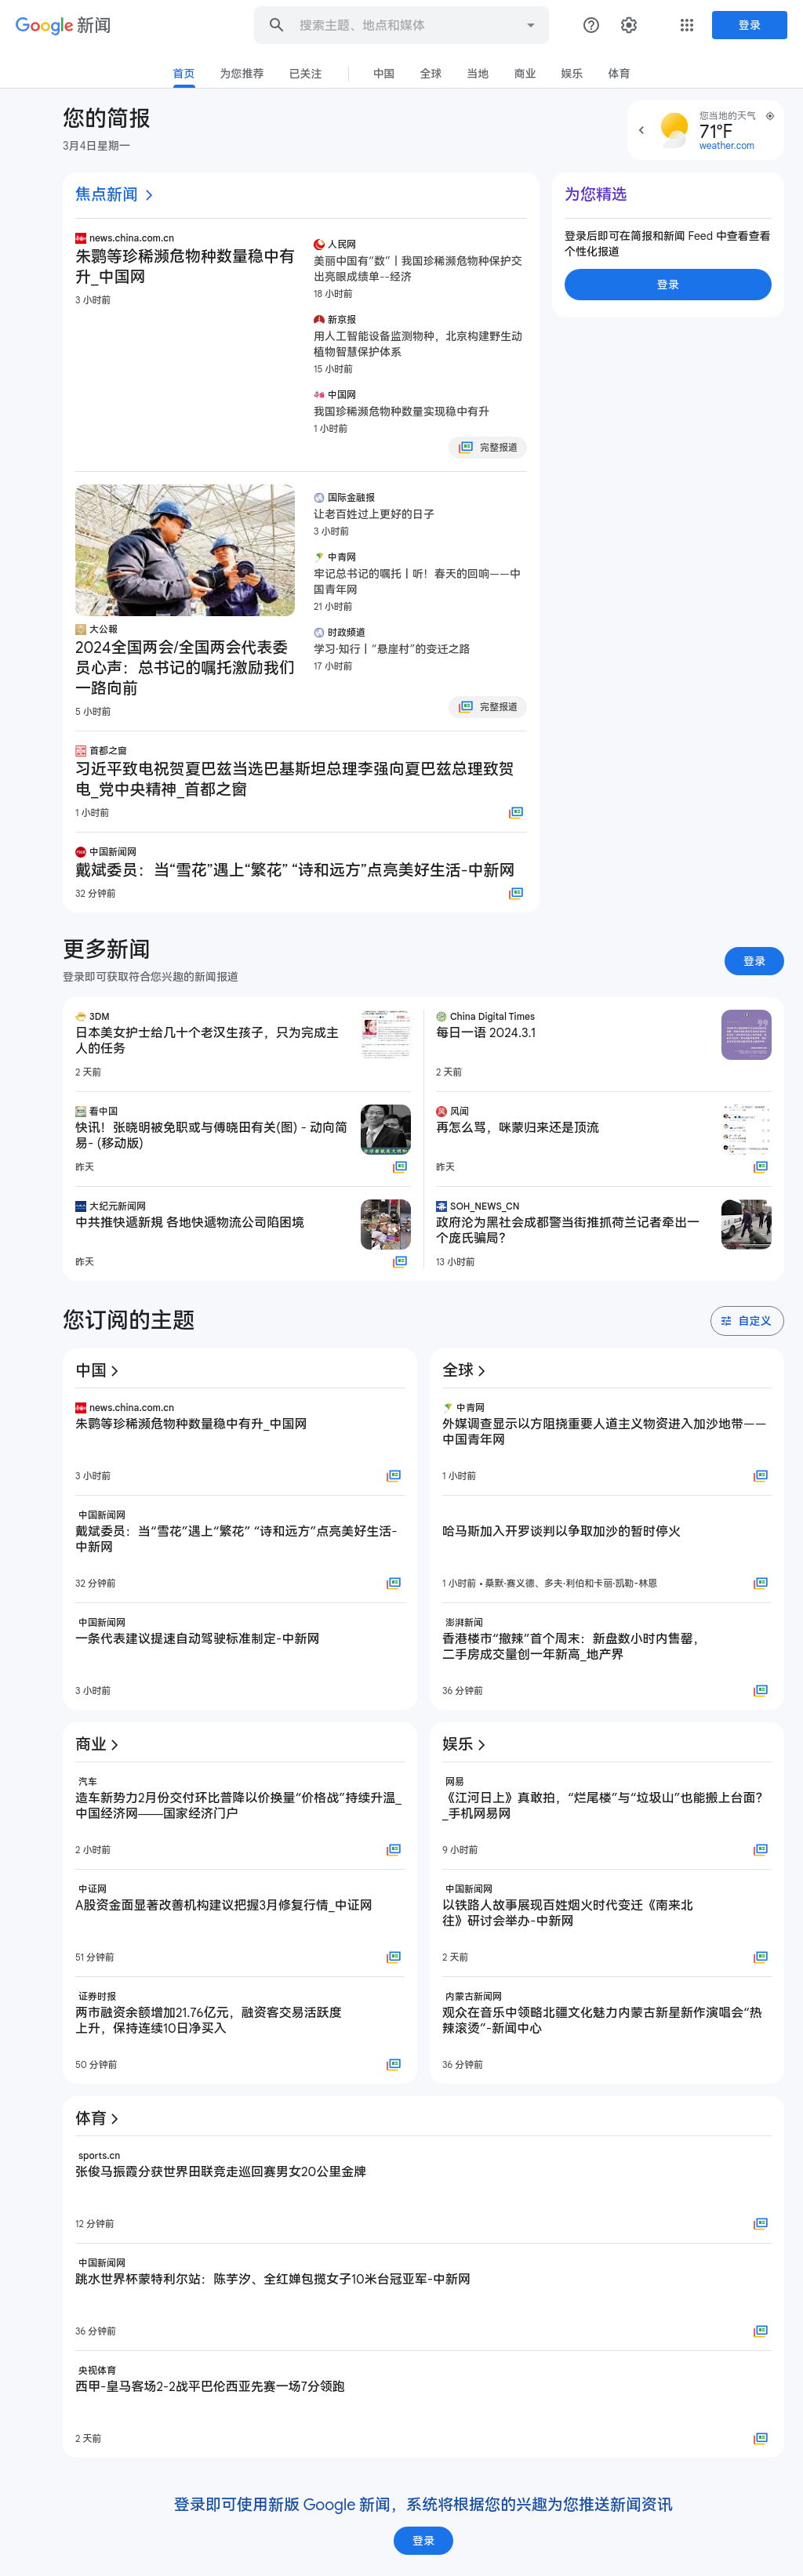 Google 新闻
搜索主题、地点和媒体
登录
首页
为您推荐
已关注
中国
全球
当地
商业
娱乐
体育
您的简报
3月4日星期一
您当地的天气
71°F
weather.com
焦点新闻
news.china.com.cn
朱鹮等珍稀濒危物种数量稳中有
升_中国网
3 小时前
人民网
美丽中国有“数”丨我国珍稀濒危物种保护交
出亮眼成绩单--经济
18 小时前
新京报
用人工智能设备监测物种，北京构建野生动
植物智慧保护体系
15 小时前
中国网
我国珍稀濒危物种数量实现稳中有升
1 小时前
完整报道
为您精选
登录后即可在简报和新闻 Feed 中查看查看
个性化报道
登录
大公報
2024全国两会/全国两会代表委
员心声：总书记的嘱托激励我们
一路向前
5 小时前
国际金融报
让老百姓过上更好的日子
3 小时前
中青网
牢记总书记的嘱托丨听！春天的回响——中
国青年网
21 小时前
时政频道
学习·知行丨“悬崖村”的变迁之路
17 小时前
完整报道
首都之窗
习近平致电祝贺夏巴兹当选巴基斯坦总理李强向夏巴兹总理致贺
电_党中央精神_首都之窗
1 小时前
中国新闻网
戴斌委员：当“雪花”遇上“繁花” “诗和远方”点亮美好生活-中新网
32 分钟前
更多新闻
登录即可获取符合您兴趣的新闻报道
登录
3DM
日本美女护士给几十个老汉生孩子，只为完成主
人的任务
2 天前
China Digital Times
每日一语 2024.3.1
2 天前
看中国
快讯！张晓明被免职或与傅晓田有关(图) - 动向简
易- (移动版)
昨天
风闻
再怎么骂，咪蒙归来还是顶流
昨天
大纪元新闻网
中共推快遞新規 各地快遞物流公司陷困境
昨天
SOH_NEWS_CN
政府沦为黑社会成都警当街推抓荷兰记者牵出一
个庞氏骗局？
13 小时前
您订阅的主题
自定义
中国
news.china.com.cn
朱鹮等珍稀濒危物种数量稳中有升_中国网
3 小时前
中国新闻网
戴斌委员：当“雪花”遇上“繁花” “诗和远方”点亮美好生活-
中新网
32 分钟前
中国新闻网
一条代表建议提速自动驾驶标准制定-中新网
3 小时前
全球
中青网
外媒调查显示以方阻挠重要人道主义物资进入加沙地带——
中国青年网
1 小时前
哈马斯加入开罗谈判以争取加沙的暂时停火
1 小时前 • 桑默·赛义德、多夫·利伯和卡丽·凯勒-林恩
澎湃新闻
香港楼市“撤辣”首个周末：新盘数小时内售罄，
二手房成交量创一年新高_地产界
36 分钟前
商业
汽车
造车新势力2月份交付环比普降以价换量“价格战”持续升温_
中国经济网——国家经济门户
2 小时前
中证网
A股资金面显著改善机构建议把握3月修复行情_中证网
51 分钟前
证券时报
两市融资余额增加21.76亿元，融资客交易活跃度
上升，保持连续10日净买入
50 分钟前
娱乐
网易
《江河日上》真敢拍，“烂尾楼”与“垃圾山”也能搬上台面？
_手机网易网
9 小时前
中国新闻网
以铁路人故事展现百姓烟火时代变迁《南来北
往》研讨会举办-中新网
2 天前
内蒙古新闻网
观众在音乐中领略北疆文化魅力内蒙古新星新作演唱会“热
辣滚烫”-新闻中心
36 分钟前
体育
sports.cn
张俊马振霞分获世界田联竞走巡回赛男女20公里金牌
12 分钟前
中国新闻网
跳水世界杯蒙特利尔站：陈芋汐、全红婵包揽女子10米台冠亚军-中新网
36 分钟前
央视体育
西甲-皇马客场2-2战平巴伦西亚先赛一场7分领跑
2 天前
登录即可使用新版 Google 新闻，系统将根据您的兴趣为您推送新闻资讯
登录